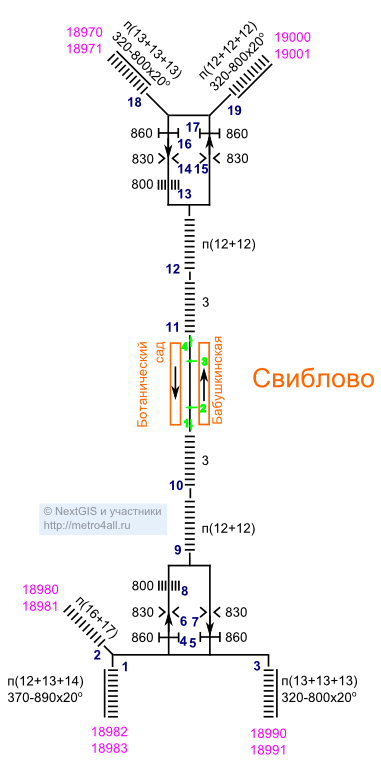 18970
18971
п(13+13+13)
320-800x20°
18
п(12+12+12)
320-800x20°
19000
19001
19
860
17
860
16
830
14
15
830
800
13
п(12+12)
12
3
11
Ботанический
сад
4
3
2
1
Бабушкинская
Свиблово
3
10
© NextGIS и участники
http://metro4all.ru
п(12+12)
9
18980
18981
п(16+17)
2
800
8
830
6
7
830
860
4
5
860
1
3
п(12+13+14)
370-890x20°
п(13+13+13)
320-800x20°
18982
18983
18990
18991